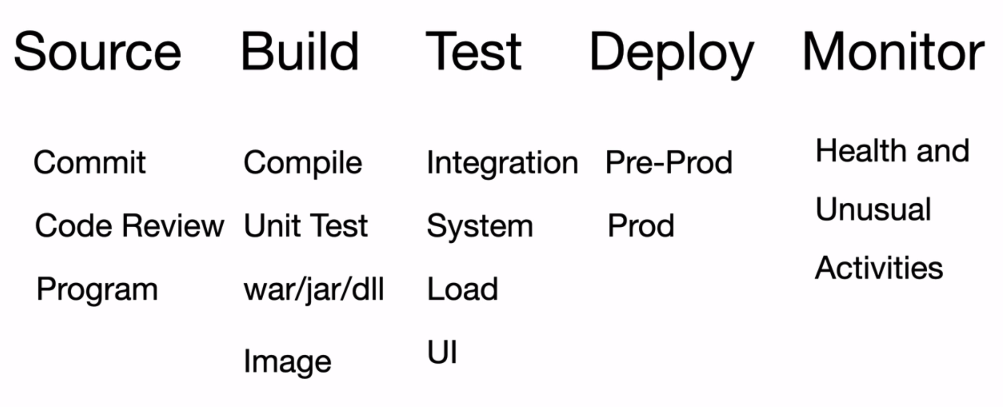 Source Build Test Deploy Monitor
Commit Compile Integration Pre-Prod Health and
Code Review Unit Test System Prod Unusual
Program war/jar/dll Load Activities
Image UI